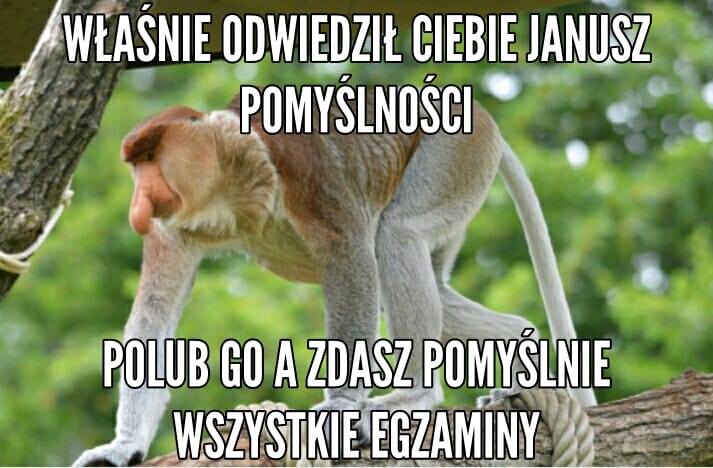 WŁAŚNIE ODWIEDZIŁ CIEBIE JANUSZ
POMYŚLNOŚCI
POLUB GO A ZDASZ POMYŚLNIE
WSZYSTKIE EGZAMINY